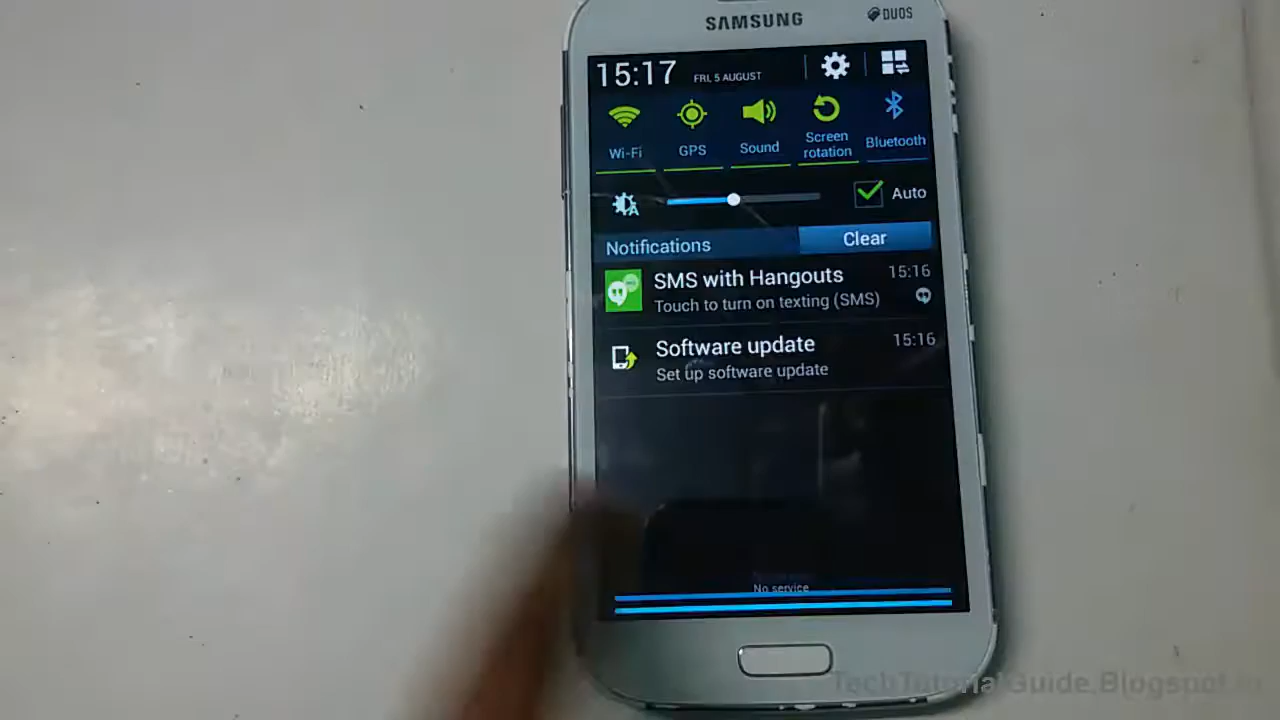 SAMSUNG
DUOS
15:17 FRI, 5 AUGUST
Wi-Fi
GPS
Sound
Screen
rotation
Bluetooth
Auto
Notifications
Clear
SMS with Hangouts
15:16
Touch to turn on texting (SMS)
Software update
15:16
Set up software update
No service
TechTutorialGuide.Blogspot.